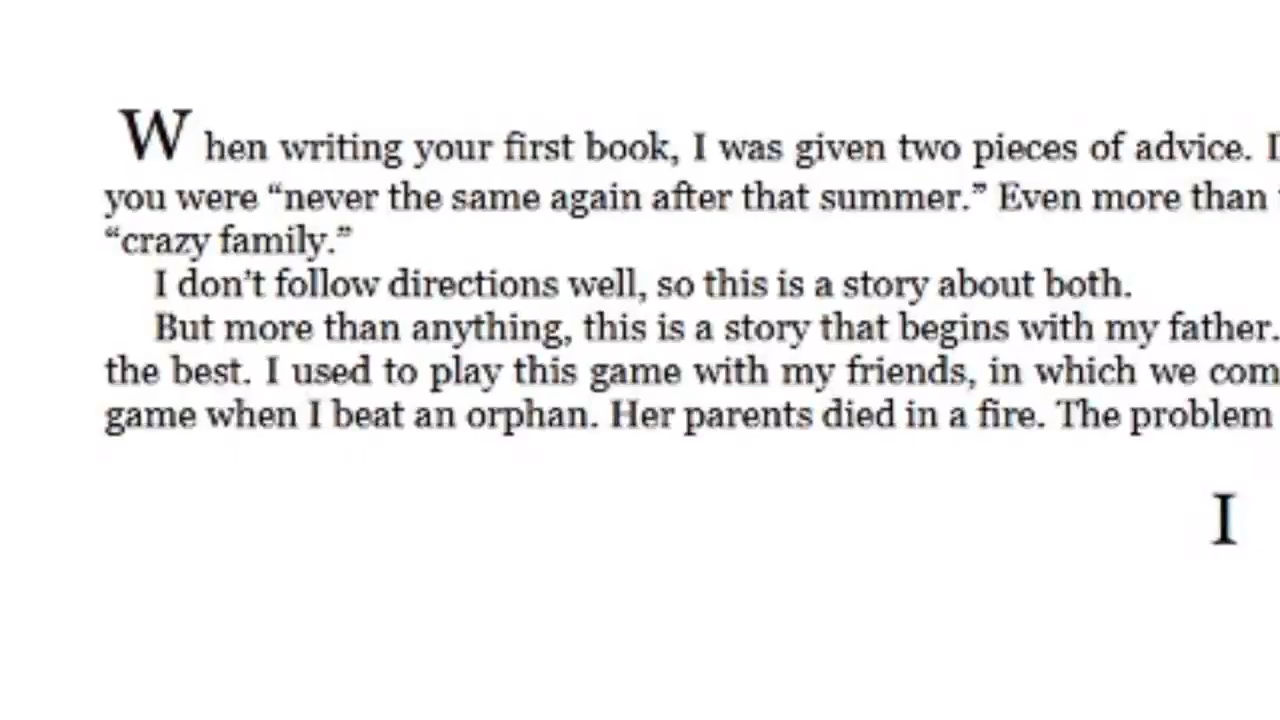 When writing your first book, I was given two pieces of advice. I
you were “never the same again after that summer.” Even more than
“crazy family.”
I don’t follow directions well, so this is a story about both.
But more than anything, this is a story that begins with my father.
the best. I used to play this game with my friends, in which we com
game when I beat an orphan. Her parents died in a fire. The problem
I